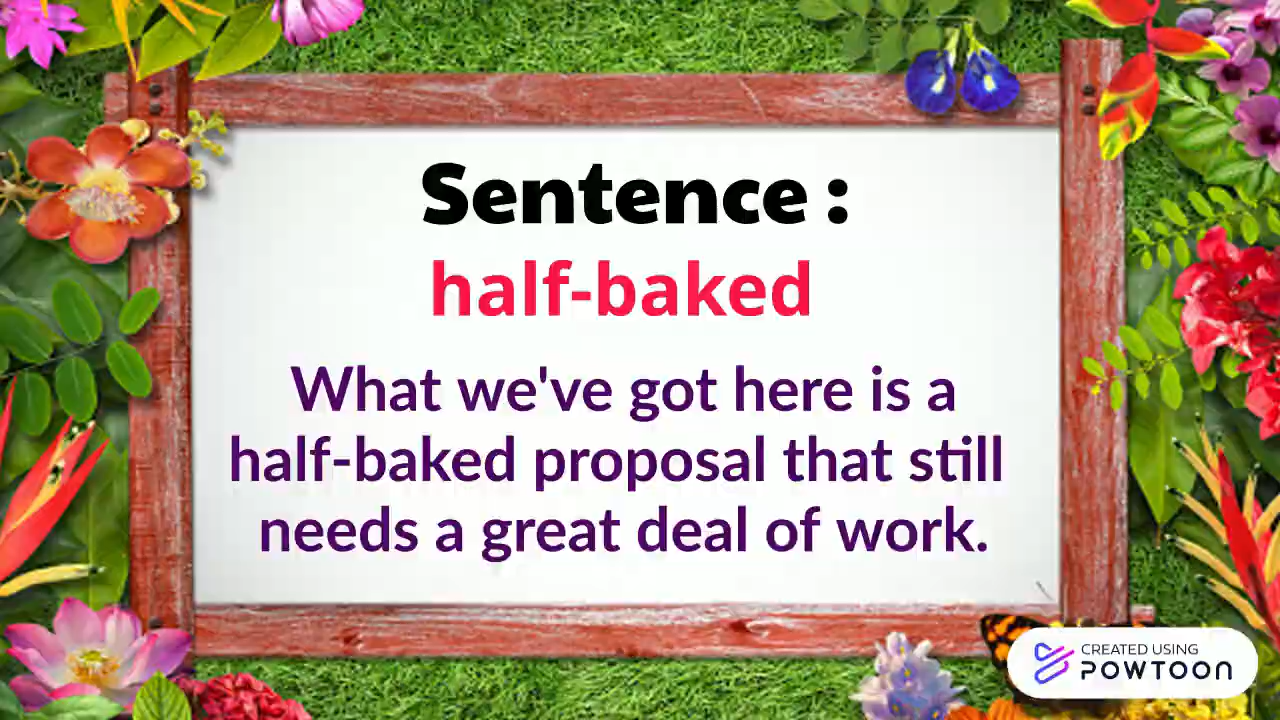 Sentence :
half-baked
What we've got here is a
half-baked proposal that still
needs a great deal of work.
CREATED USING
POWTOON